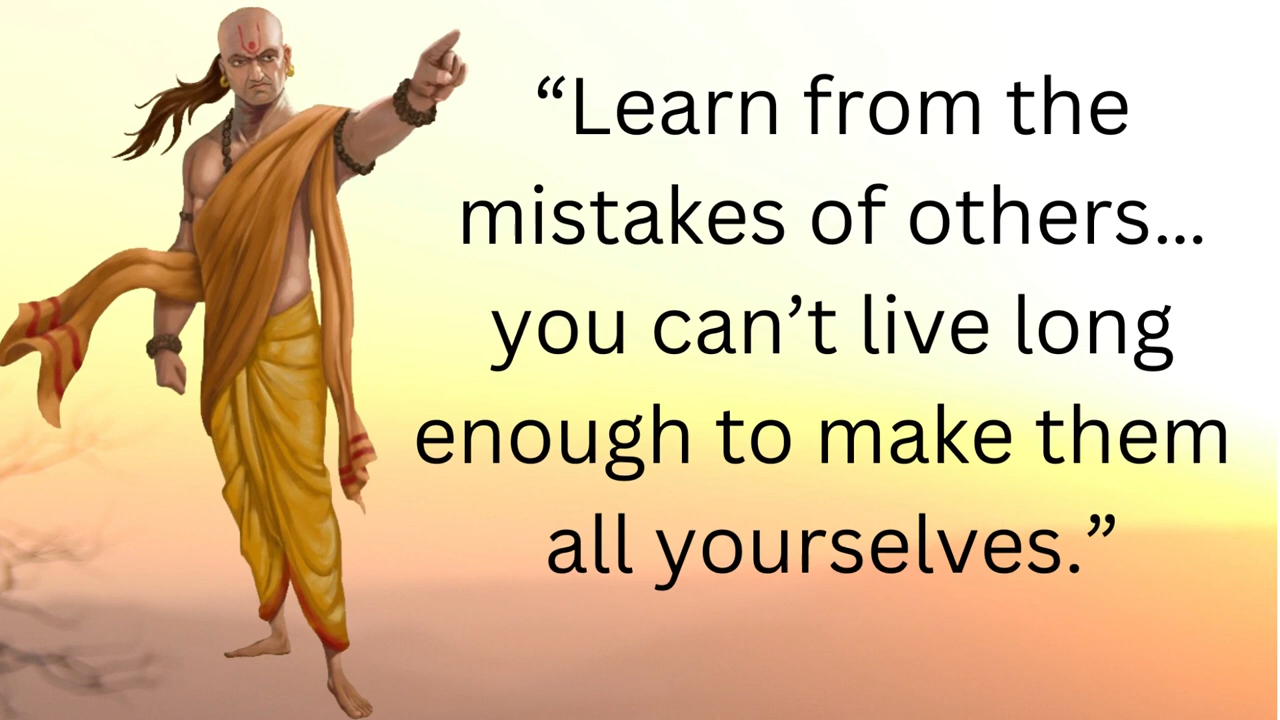 “Learn from the
mistakes of others...
you can’t live long
enough to make them
all yourselves.”